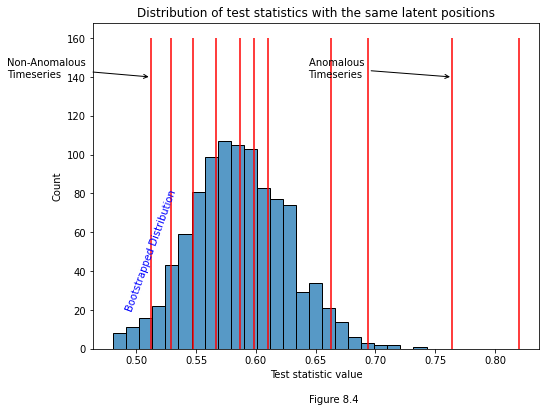 Distribution of test statistics with the same latent positions
160
140
120
100
80
60
40
20
0
Count
Non-Anomalous
Timeseries
Anomalous
Timeseries
Bootstrapped Distribution
0.50 0.55 0.60 0.65 0.70 0.75 0.80
Test statistic value
Figure 8.4